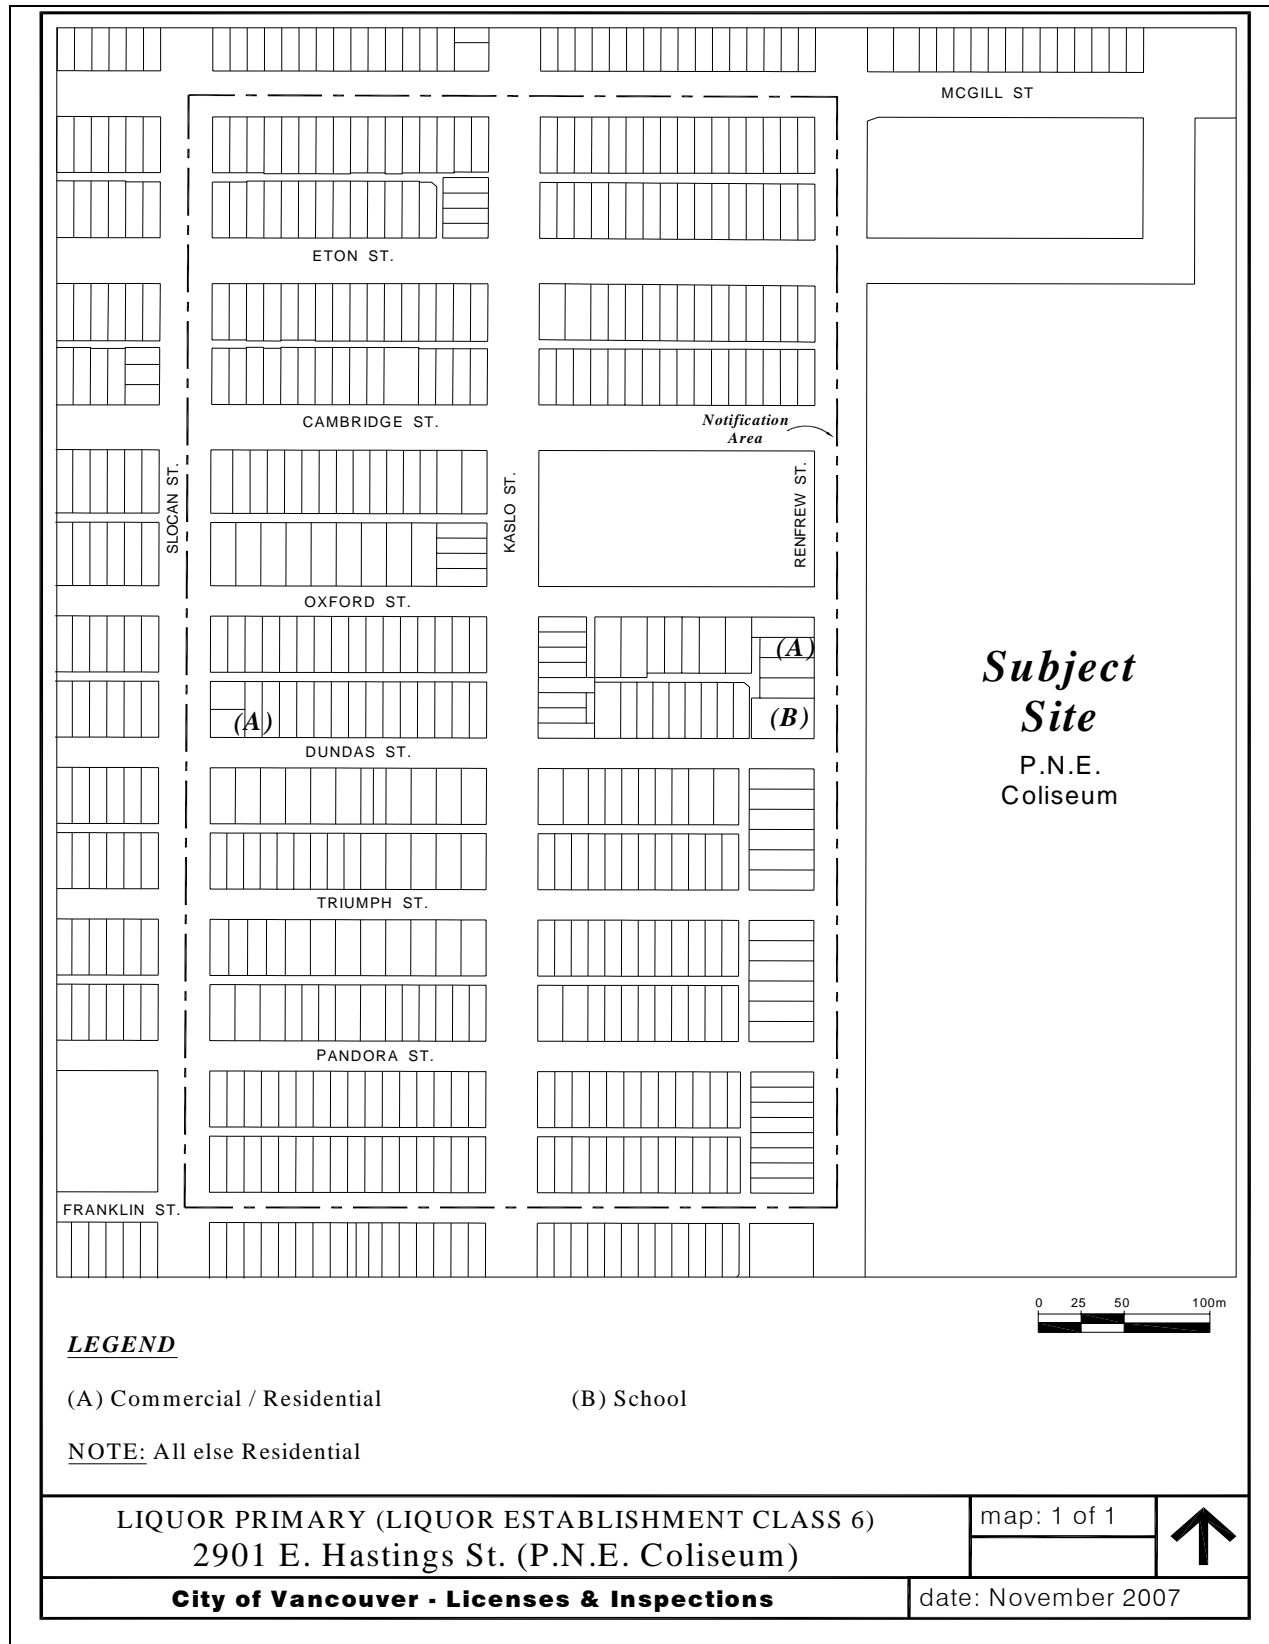 MCGILL ST
ETON ST.
CAMBRIDGE ST.
Notification
Area
SLOCAN ST.
KASLO ST.
RENFREW ST.
OXFORD ST.
(A)
Subject
Site
(A)
(B)
DUNDAS ST.
P.N.E.
Coliseum
TRIUMPH ST.
PANDORA ST.
FRANKLIN ST.
0 25 50 100m
LEGEND
(A) Commercial / Residential (B) School
NOTE: All else Residential
LIQUOR PRIMARY (LIQUOR ESTABLISHMENT CLASS 6)
2901 E. Hastings St. (P.N.E. Coliseum)
map: 1 of 1
City of Vancouver - Licenses & Inspections
date: November 2007